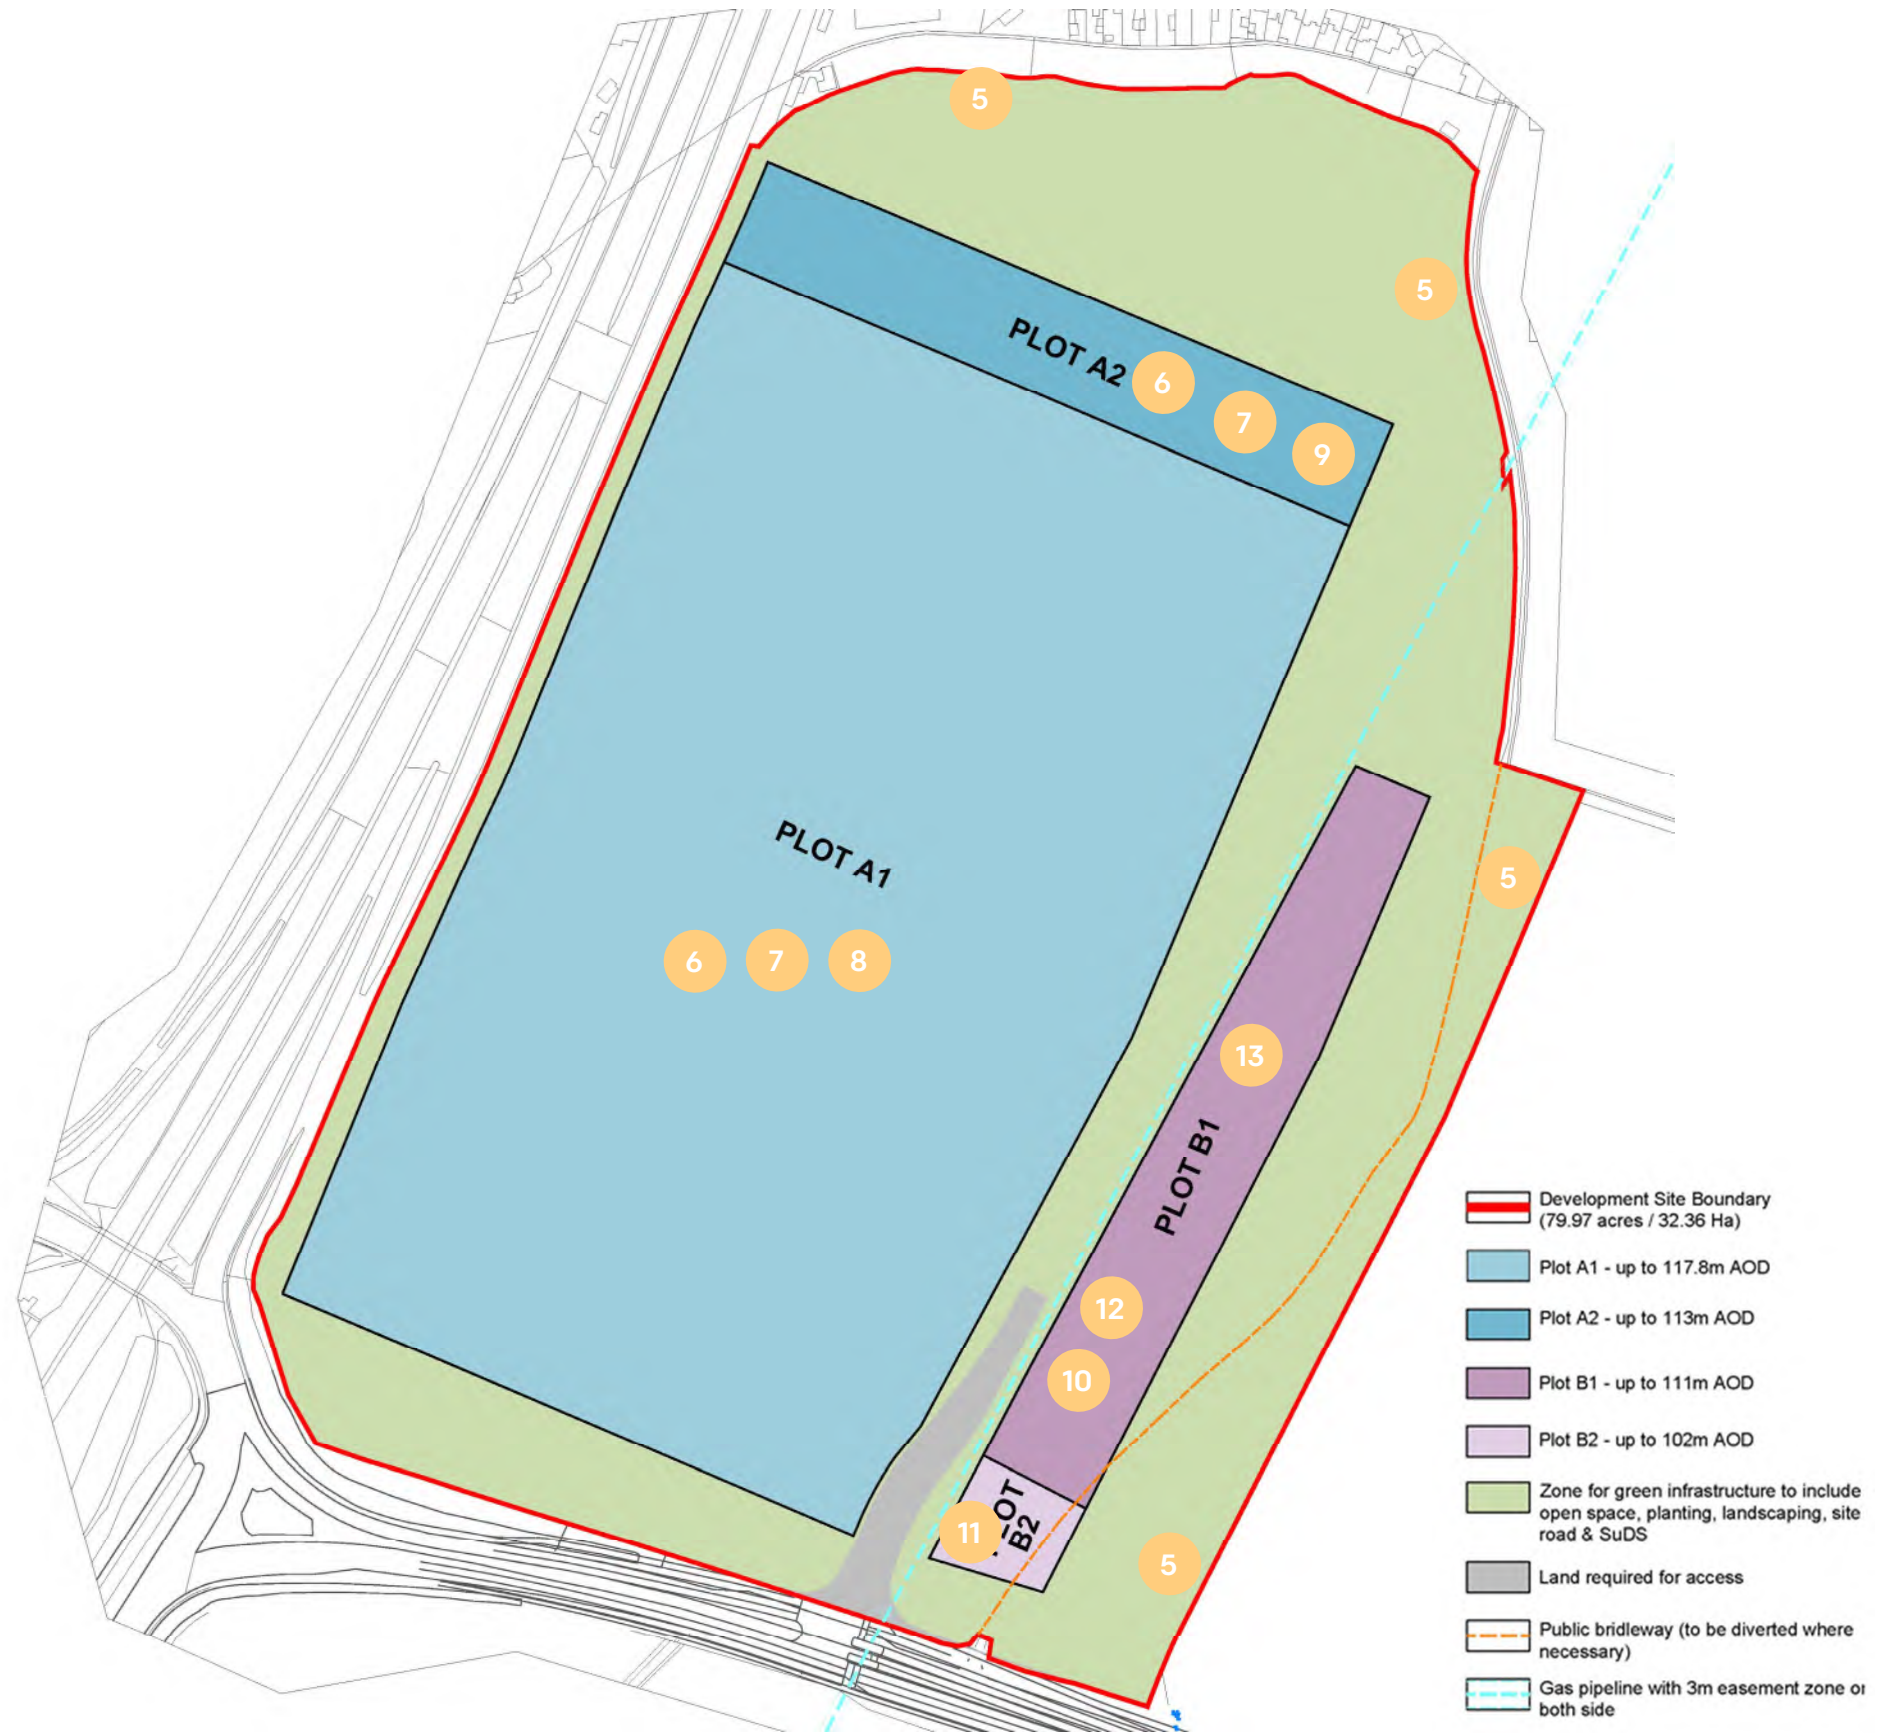 5
5
PLOT A2
6
7
9
PLOT A1
5
6
7
8
13
PLOT B1
12
10
11
B2
5
Development Site Boundary
(79.97 acres / 32.36 Ha)
Plot A1 - up to 117.8m AOD
Plot A2 - up to 113m AOD
Plot B1 - up to 111m AOD
Plot B2 - up to 102m AOD
Zone for green infrastructure to include
open space, planting, landscaping, site
road & SuDS
Land required for access
Public bridleway (to be diverted where
necessary)
Gas pipeline with 3m easement zone
both side